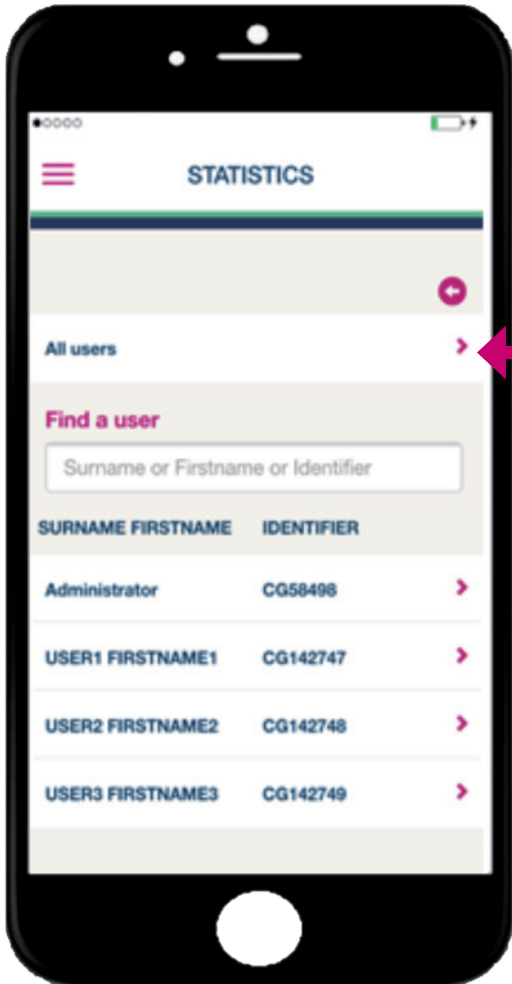 STATISTICS
All users
Find a user
Surname or Firstname or Identifier
SURNAME FIRSTNAME IDENTIFIER
Administrator CG58498
USER1 FIRSTNAME1 CG142747
USER2 FIRSTNAME2 CG142748
USER3 FIRSTNAME3 CG142749